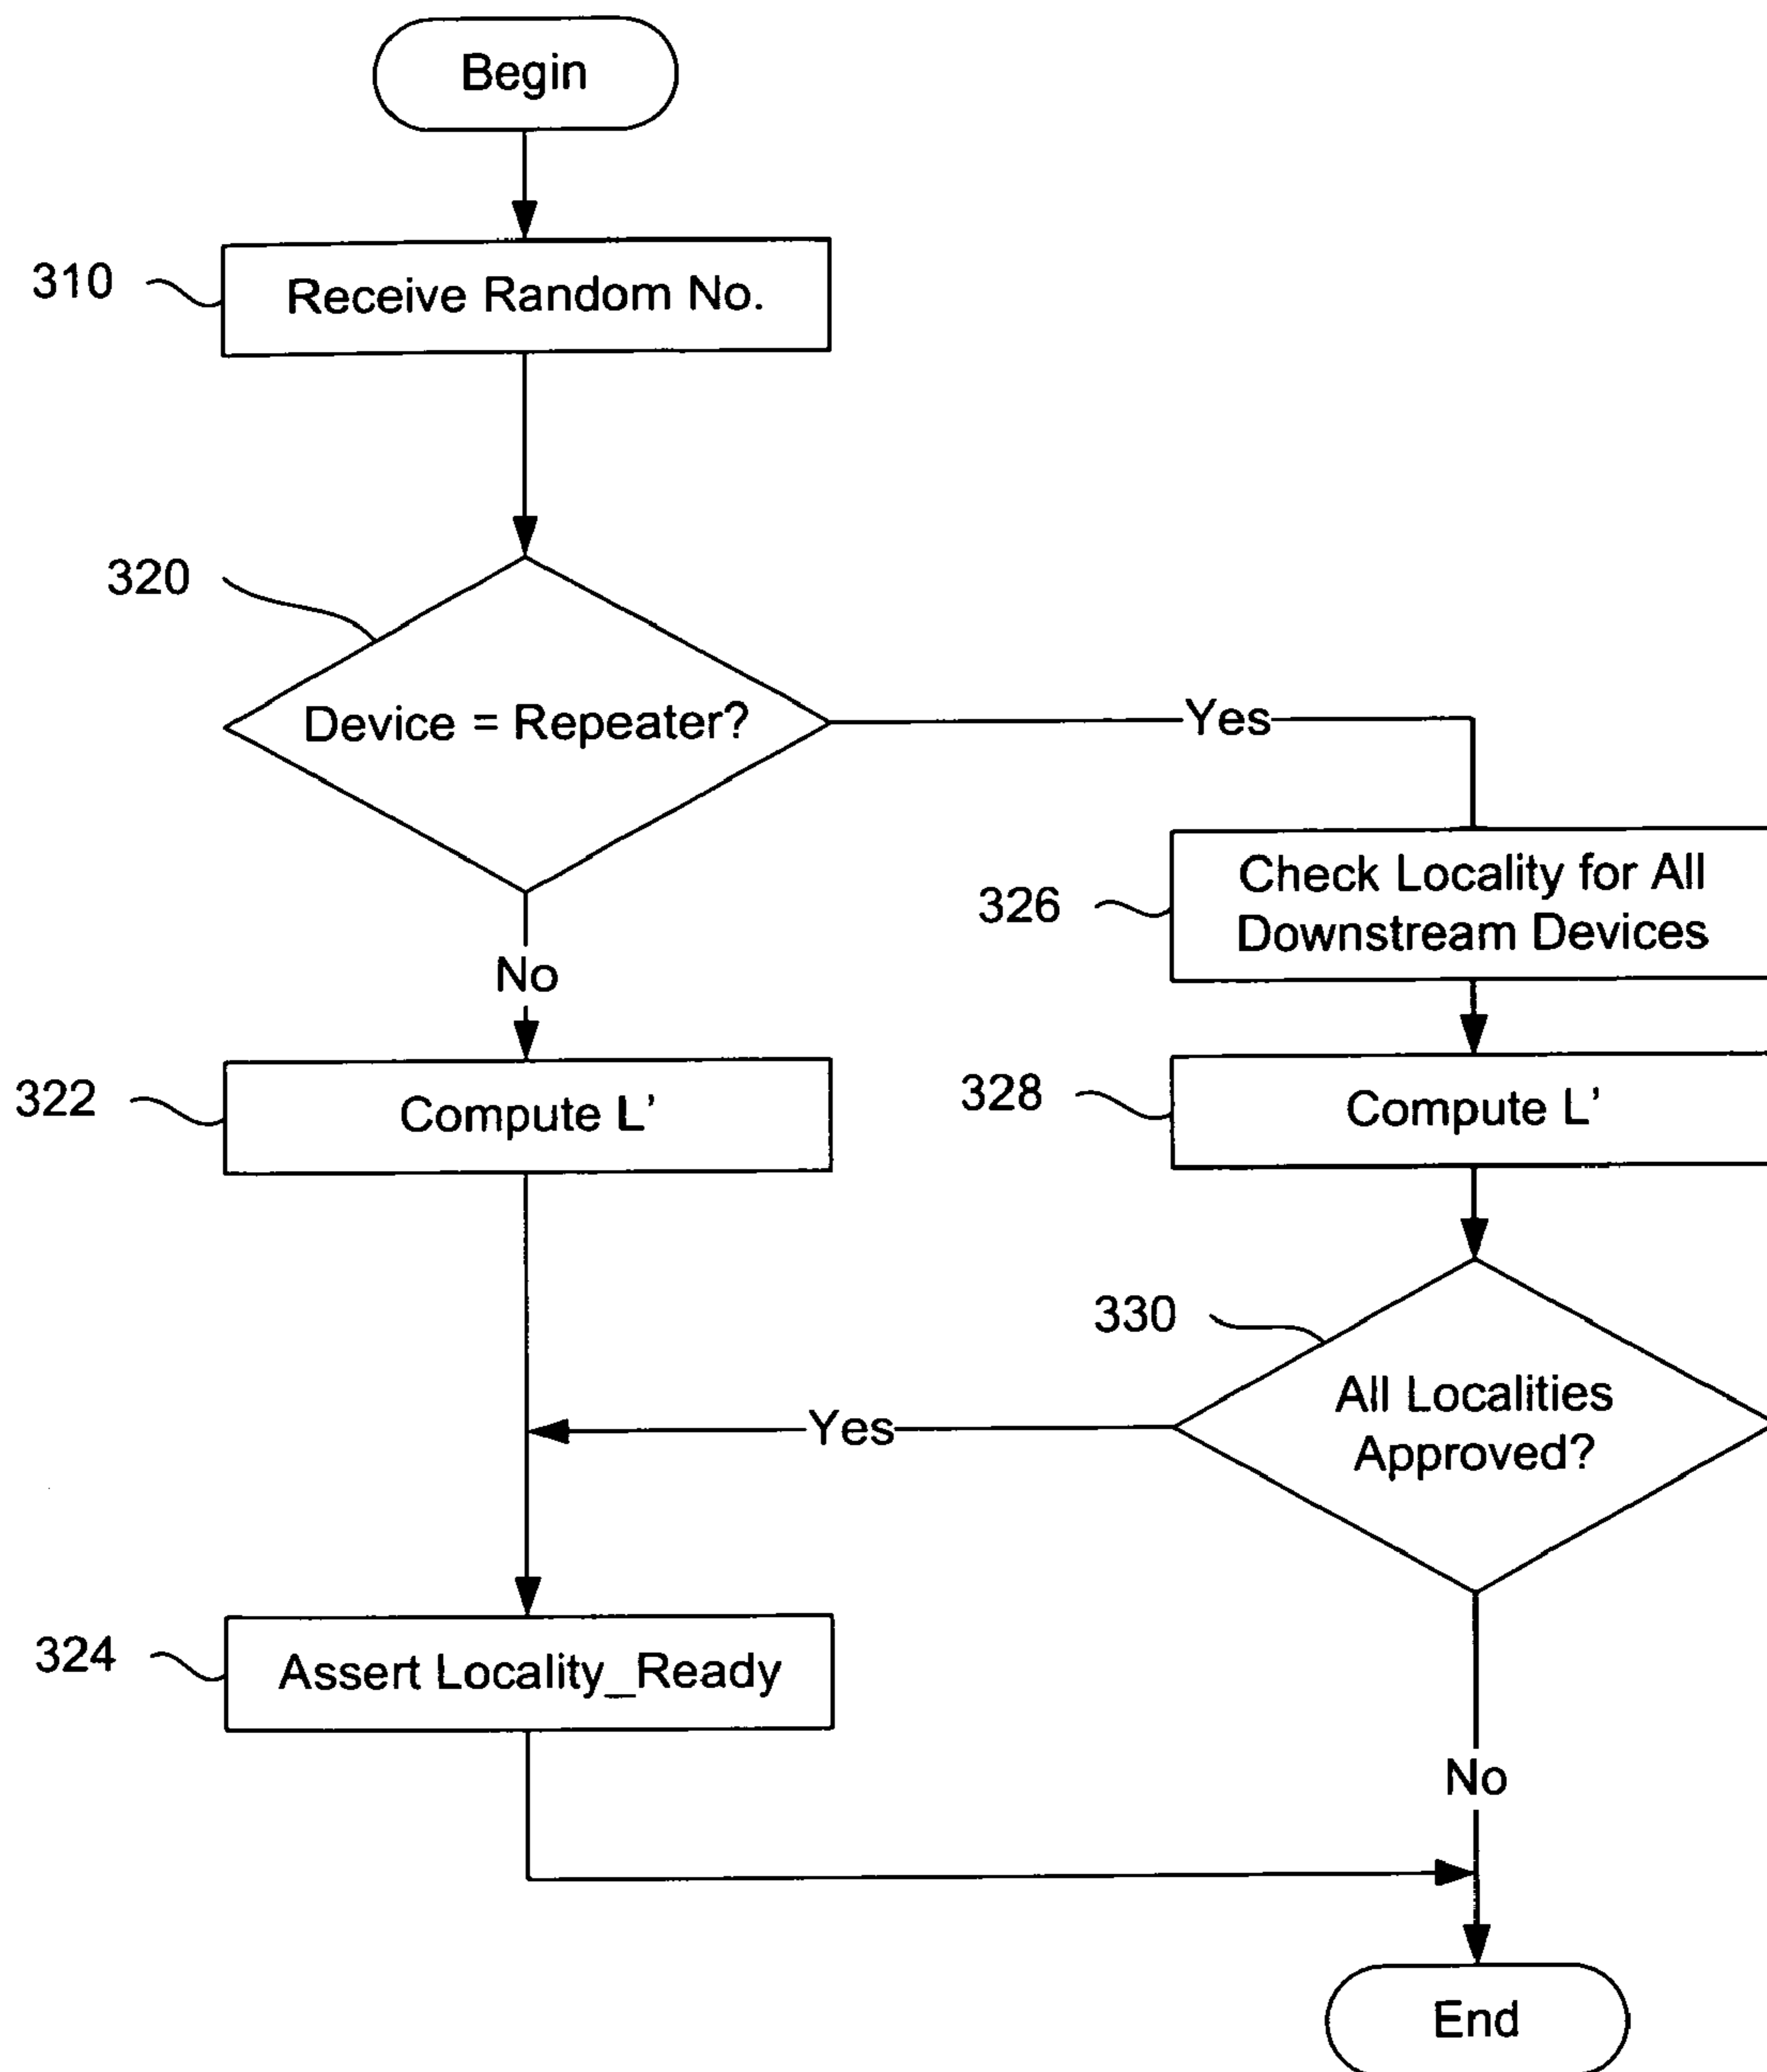 Begin
310
Receive Random No.
320
Device = Repeater?
Yes
326
Check Locality for All
Downstream Devices
No
322
Compute L'
328
Compute L'
330
All Localities
Approved?
Yes
324
Assert Locality_Ready
No
End